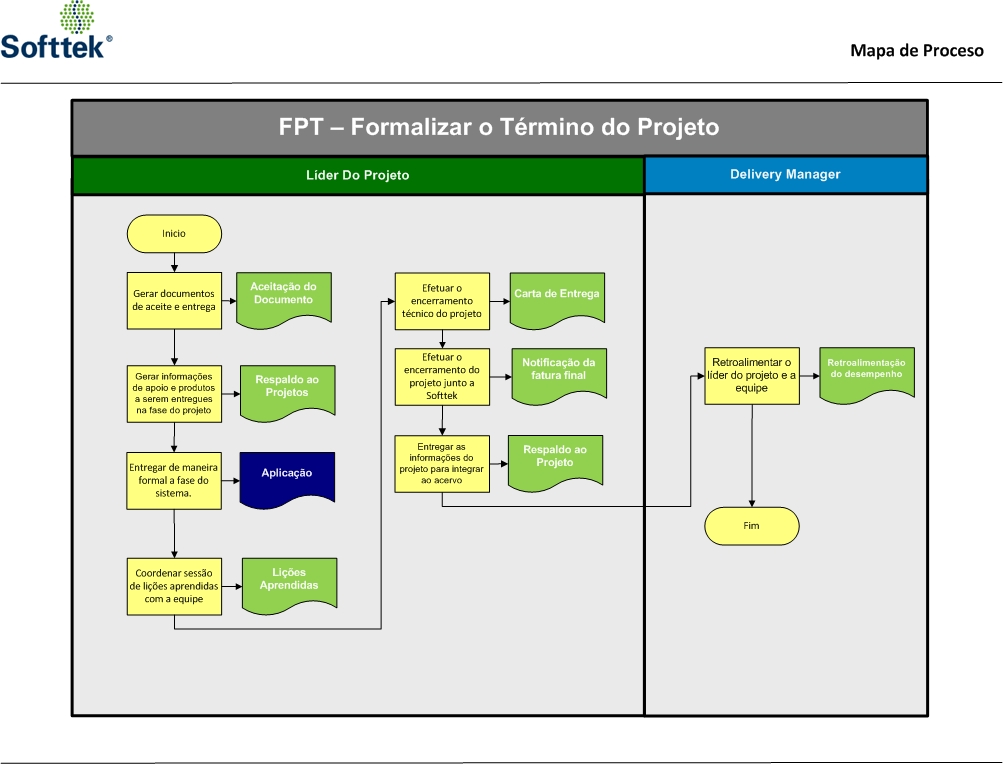 Softtek®
Mapa de Proceso
FPT – Formalizar o Término do Projeto
Lider Do Projeto
Delivery Manager
Inicio
Gerar documentos
de aceite e entrega
Aceitação do
Documento
Gerar informações
de apoio e produtos
a serem entregues
na fase do projeto
Respaldo ao
Projetos
Entregar de maneira
formal a fase do
sistema.
Aplicação
Coordenar sessão
de lições aprendidas
com a equipe
Lições
Aprendidas
Efetuar o
encerramento
técnico do projeto
Carta de Entrega
Efetuar o
encerramento do
projeto junto a
Softtek
Notificação da
fatura final
Entregar as
informações do
projeto para integrar
ao acervo
Respaldo ao
Projeto
Retroalimentar o
líder do projeto e a
equipe
Retroalimentação
do desempenho
Fim